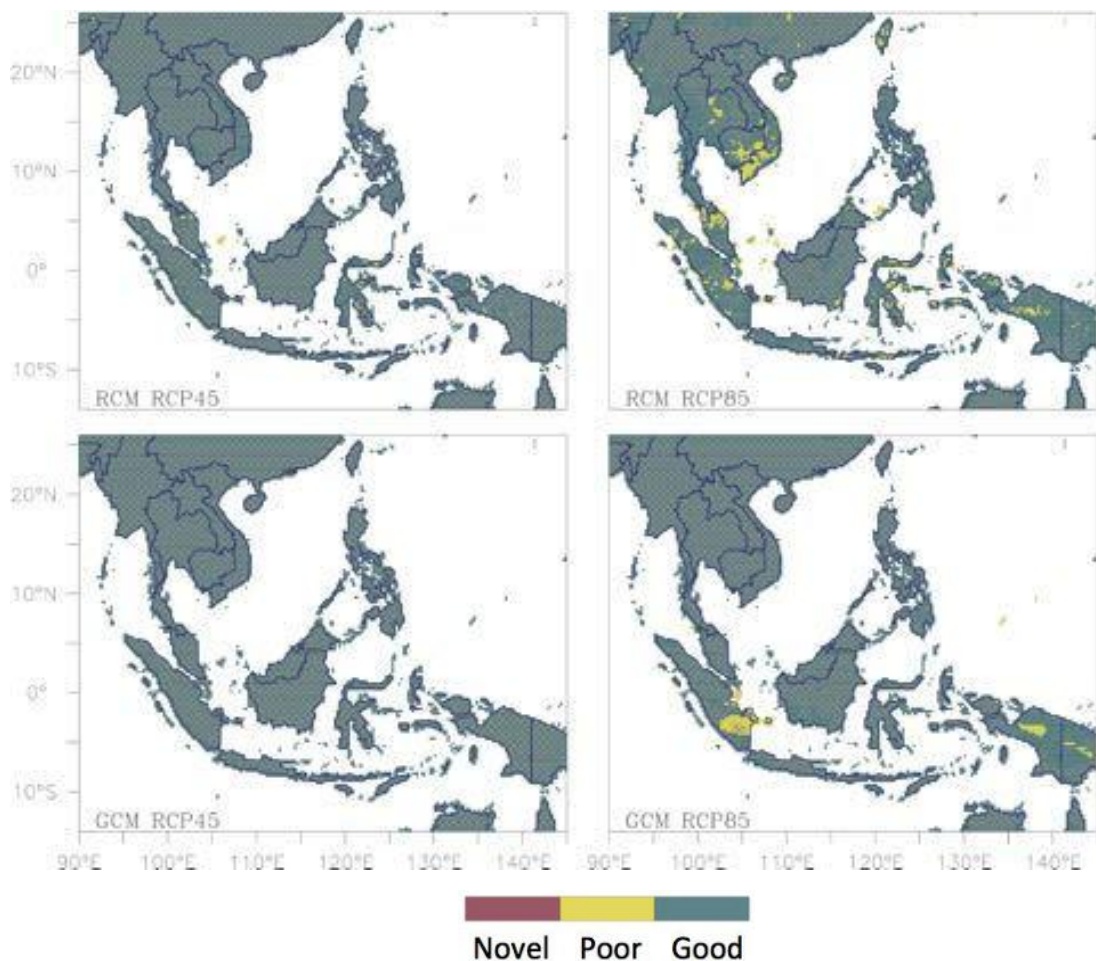 20°N
10°N
0°
10°S
RCM RCP45
RCM RCP85
20°N
10°N
0°
10°S
GCM RCP45
GCM RCP85
90°E 100°E 110°E 120°E 130°E 140°E 90°E 100°E 110°E 120°E 130°E 140°E
Novel Poor Good